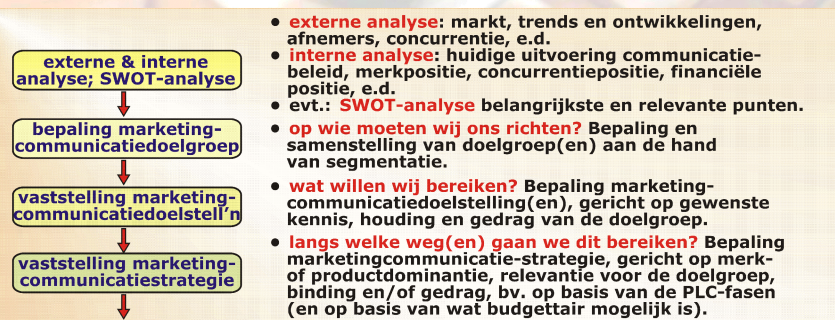 externe & interne
analyse; SWOT-analyse
• externe analyse: markt, trends en ontwikkelingen,
afnemers, concurrentie, e.d.
• interne analyse: huidige uitvoering communicatie-
beleid, merkpositie, concurrentiepositie, financiële
positie, e.d.
• evt.: SWOT-analyse belangrijkste en relevante punten.
bepaling marketing-
communicatiedoelgroep
• op wie moeten wij ons richten? Bepaling en
samenstelling van doelgroep(en) aan de hand
van segmentatie.
vaststelling marketing-
communicatiedoelstell'n
• wat willen wij bereiken? Bepaling marketing-
communicatiedoelstelling(en), gericht op gewenste
kennis, houding en gedrag van de doelgroep.
vaststelling marketing-
communicatiestrategie
• langs welke weg(en) gaan we dit bereiken? Bepaling
marketingcommunicatie-strategie, gericht op merk-
of productdominantie, relevantie voor de doelgroep,
binding en/of gedrag, bv. op basis van de PLC-fasen
(en op basis van wat budgettair mogelijk is).